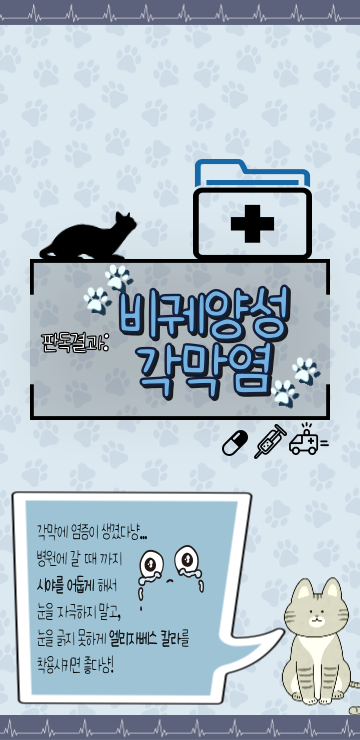 판독결과:
비궤양성
각막염
각막에 염증이 생겼다냥...
병원에 갈 때 까지
시야를 어둡게 해서
눈을 자극하지 말고,
눈을 긁지 못하게 엘리자베스 칼라를
착용시키면 좋다냥!